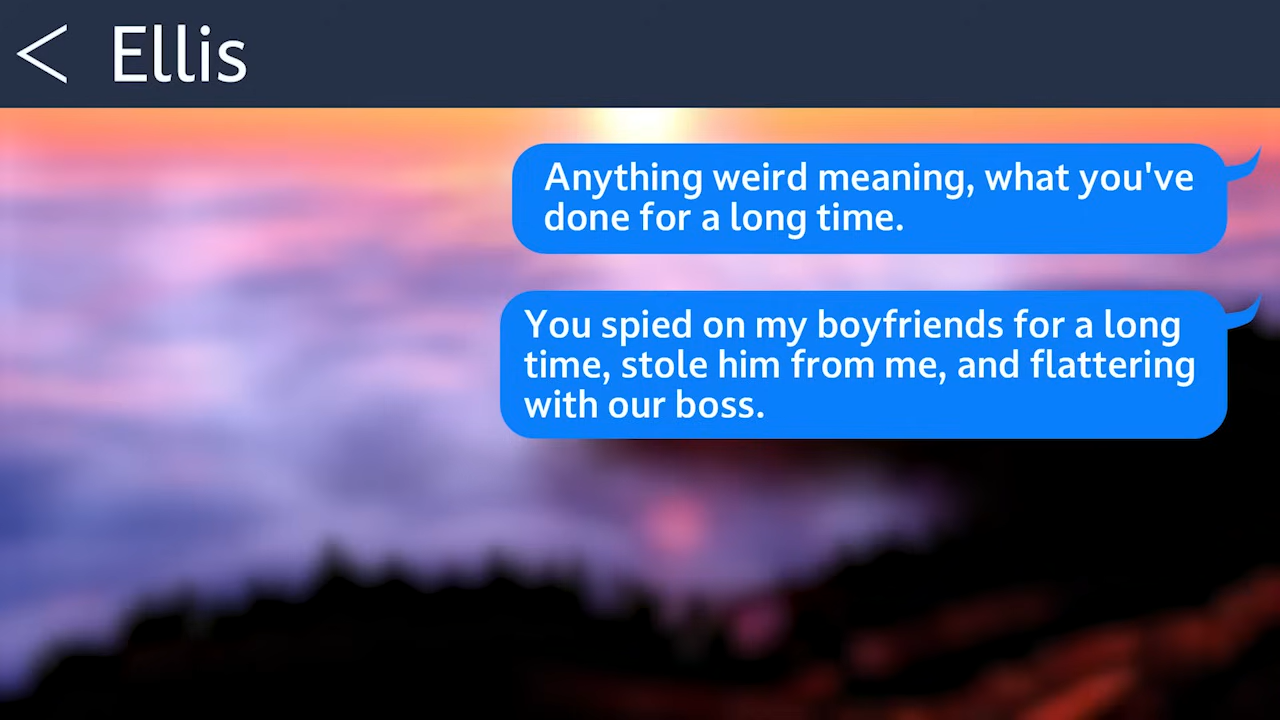 < Ellis
Anything weird meaning, what you've
done for a long time.
You spied on my boyfriends for a long
time, stole him from me, and flattering
with our boss.